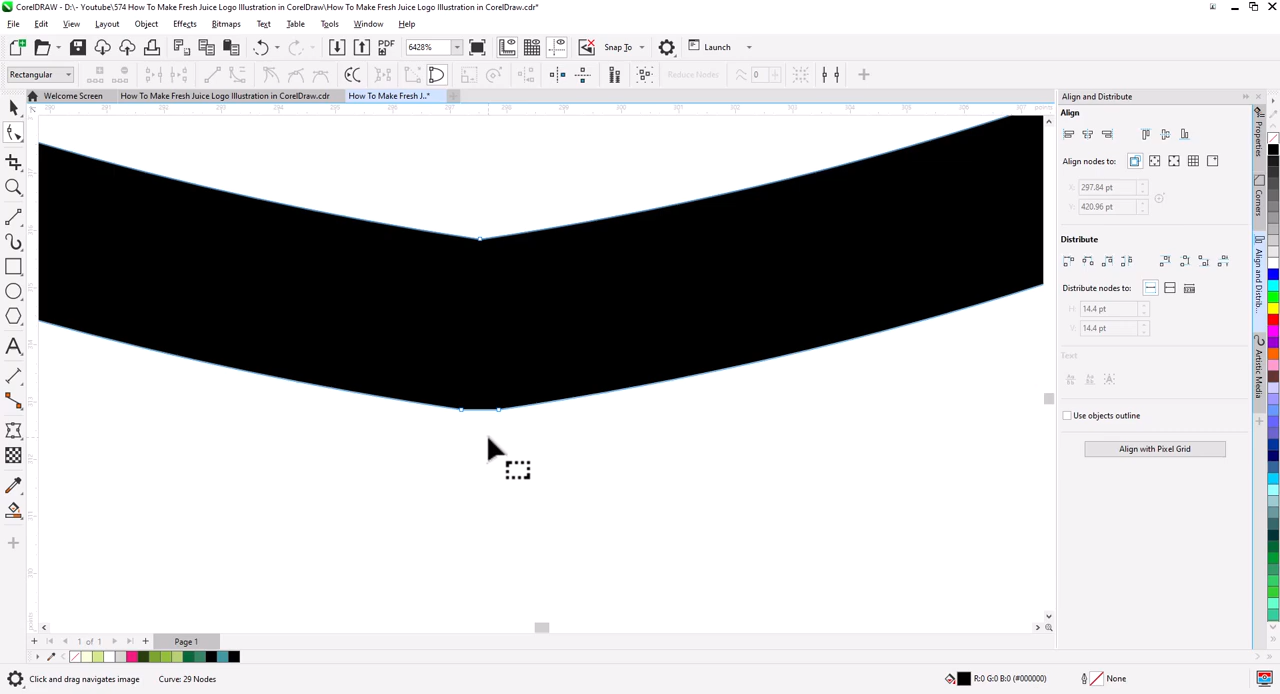 CorelDRAW - D:\- Youtube\574 How To Make Fresh Juice Logo Illustration in CorelDraw\How To Make Fresh Juice Logo Illustration in CorelDraw.cdr*
File Edit View Layout Object Effects Bitmaps Text Table Tools Window Help
PDF 6428% Snap To Launch
Rectangular Reduce Nodes 0
Welcome Screen How To Make Fresh Juice Logo Illustration in CorelDraw.cdr How To Make Fresh J..*
Align and Distribute
Align
Align nodes to:
X: 297.84 pt
Y: 420.96 pt
Distribute
Distribute nodes to:
H: 14.4 pt
V: 14.4 pt
Text
Use objects outline
Align with Pixel Grid
Properties
Corners
Align and Distrib...
Artistic Media
1 of 1 Page 1
Click and drag navigates image Curve: 29 Nodes R:0 G:0 B:0 (#000000) None